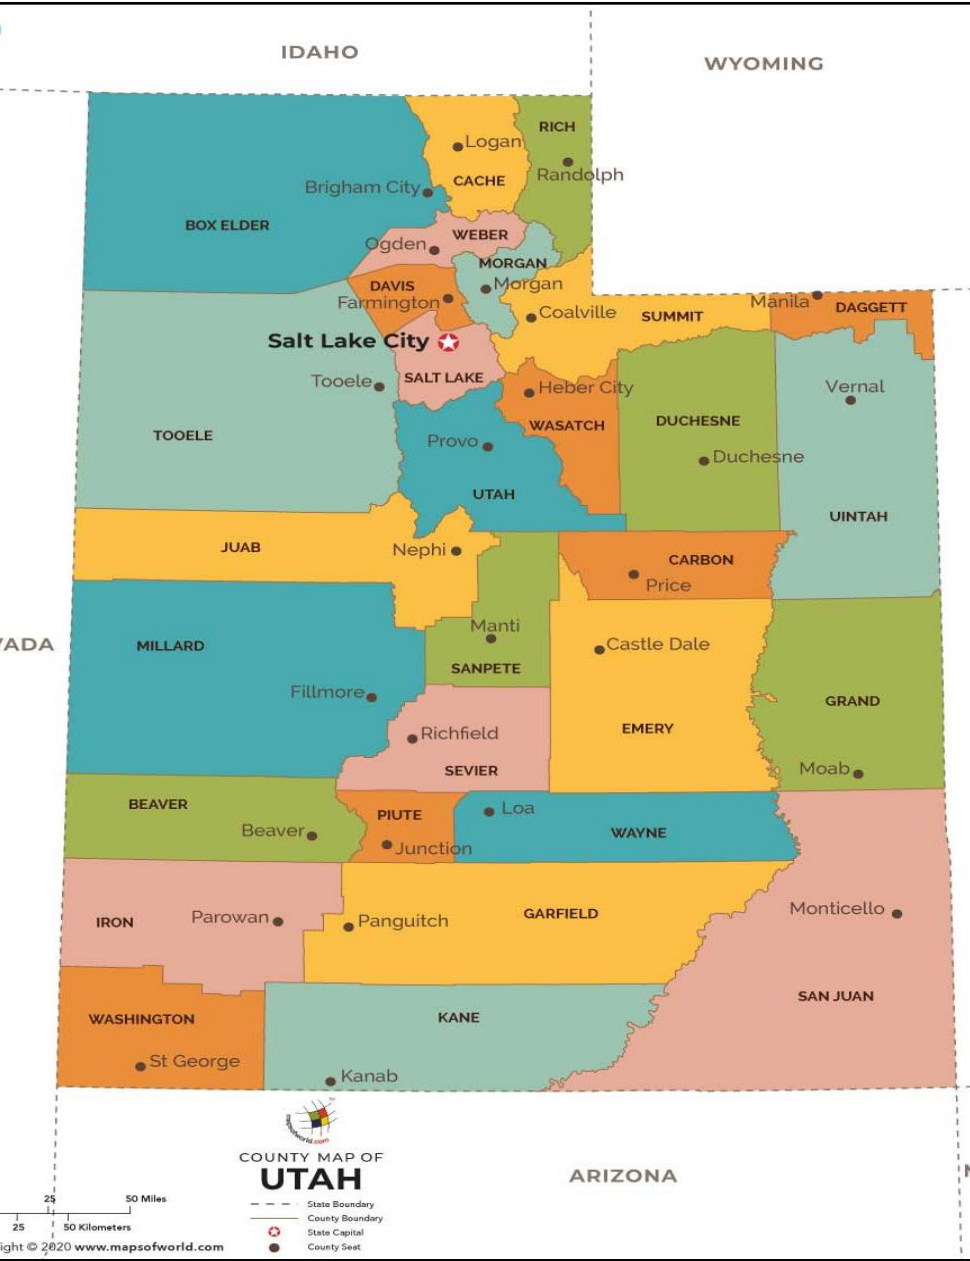 IDAHO
WYOMING
RICH
Logan
Randolph
CACHE
Brigham City
BOX ELDER
WEBER
Ogden
MORGAN
DAVIS
Morgan
Farmington
Manila
DAGGETT
Coalville
SUMMIT
Salt Lake City
Tooele
SALT LAKE
Heber City
Vernal
WASATCH
DUCHESNE
TOOELE
Provo
Duchesne
UTAH
UINTAH
JUAB
Nephi
CARBON
Price
Manti
VADA
MILLARD
Castle Dale
SANPETE
Fillmore
GRAND
Richfield
EMERY
SEVIER
Moab
BEAVER
Loa
PIUTE
Beaver
WAYNE
Junction
Monticello
IRON
Parowan
Panguitch
GARFIELD
SAN JUAN
WASHINGTON
KANE
St George
Kanab
mapsofworld.com
COUNTY MAP OF
UTAH
ARIZONA
25 50 Miles
25 50 Kilometers
State Boundary
County Boundary
State Capital
County Seat
ight © 2020 www.mapsofworld.com